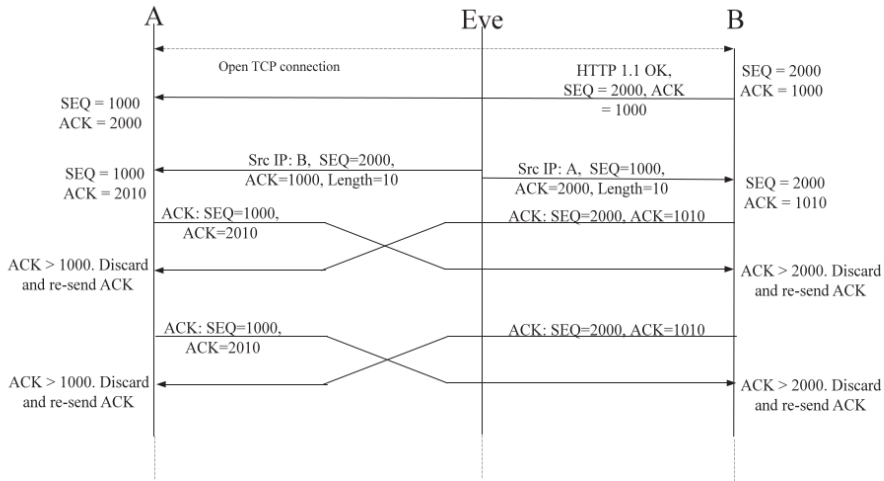 A
Eve
B
Open TCP connection
HTTP 1.1 OK,
SEQ = 2000, ACK
= 1000
SEQ = 2000
ACK = 1000
SEQ = 1000
ACK = 2000
Src IP: B, SEQ=2000,
ACK=1000, Length=10
Src IP: A, SEQ=1000,
ACK=2000, Length=10
SEQ = 1000
ACK = 2010
SEQ = 2000
ACK = 1010
ACK: SEQ=1000,
ACK=2010
ACK: SEQ=2000, ACK=1010
ACK > 1000. Discard
and re-send ACK
ACK > 2000. Discard
and re-send ACK
ACK: SEQ=1000,
ACK=2010
ACK: SEQ=2000, ACK=1010
ACK > 1000. Discard
and re-send ACK
ACK > 2000. Discard
and re-send ACK